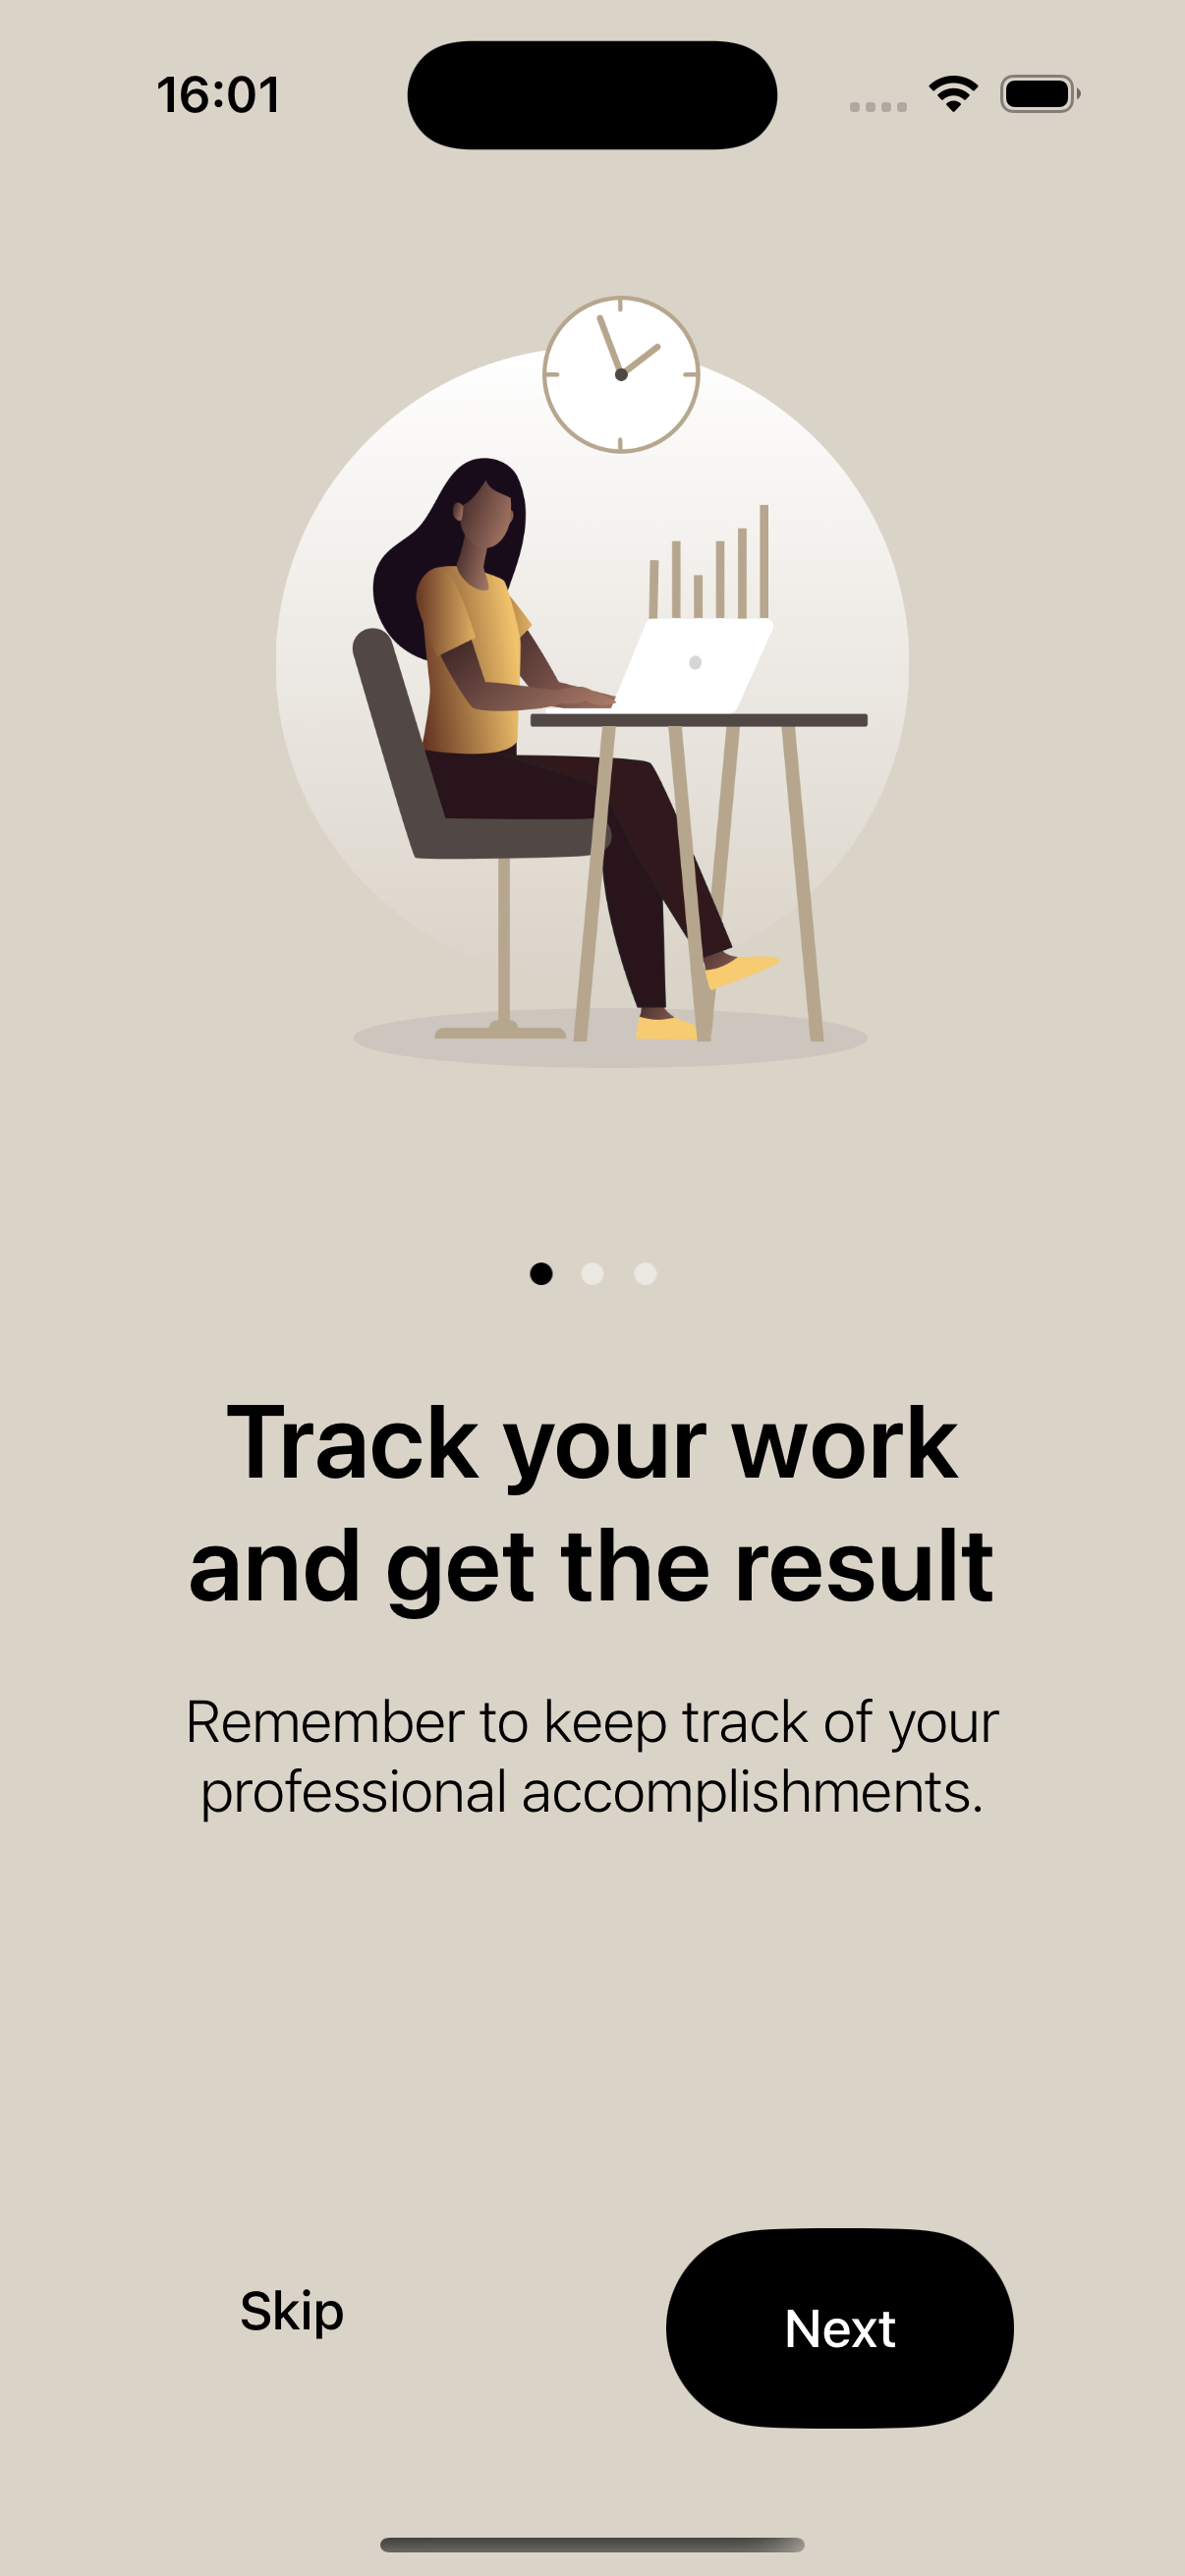 16:01
Track your work
and get the result
Remember to keep track of your
professional accomplishments.
Skip
Next